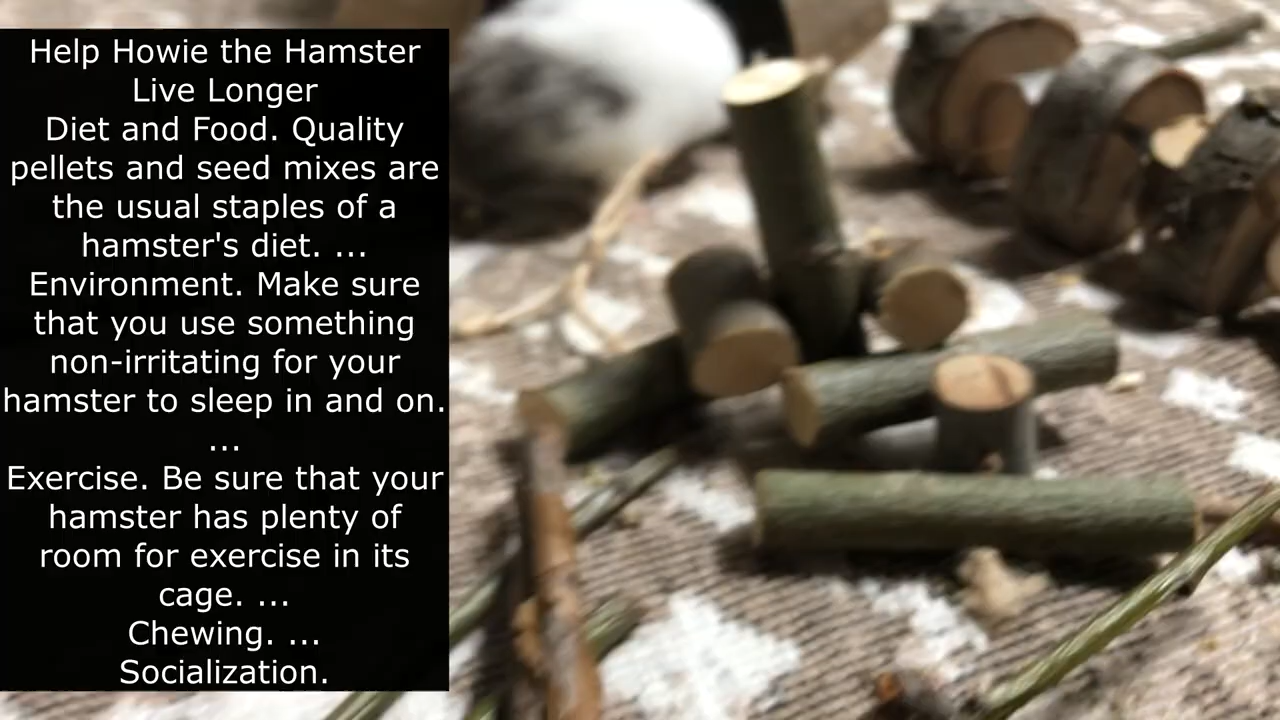 Help Howie the Hamster
Live Longer
Diet and Food. Quality
pellets and seed mixes are
the usual staples of a
hamster's diet. ...
Environment. Make sure
that you use something
non-irritating for your
hamster to sleep in and on.
...
Exercise. Be sure that your
hamster has plenty of
room for exercise in its
cage. ...
Chewing. ...
Socialization.